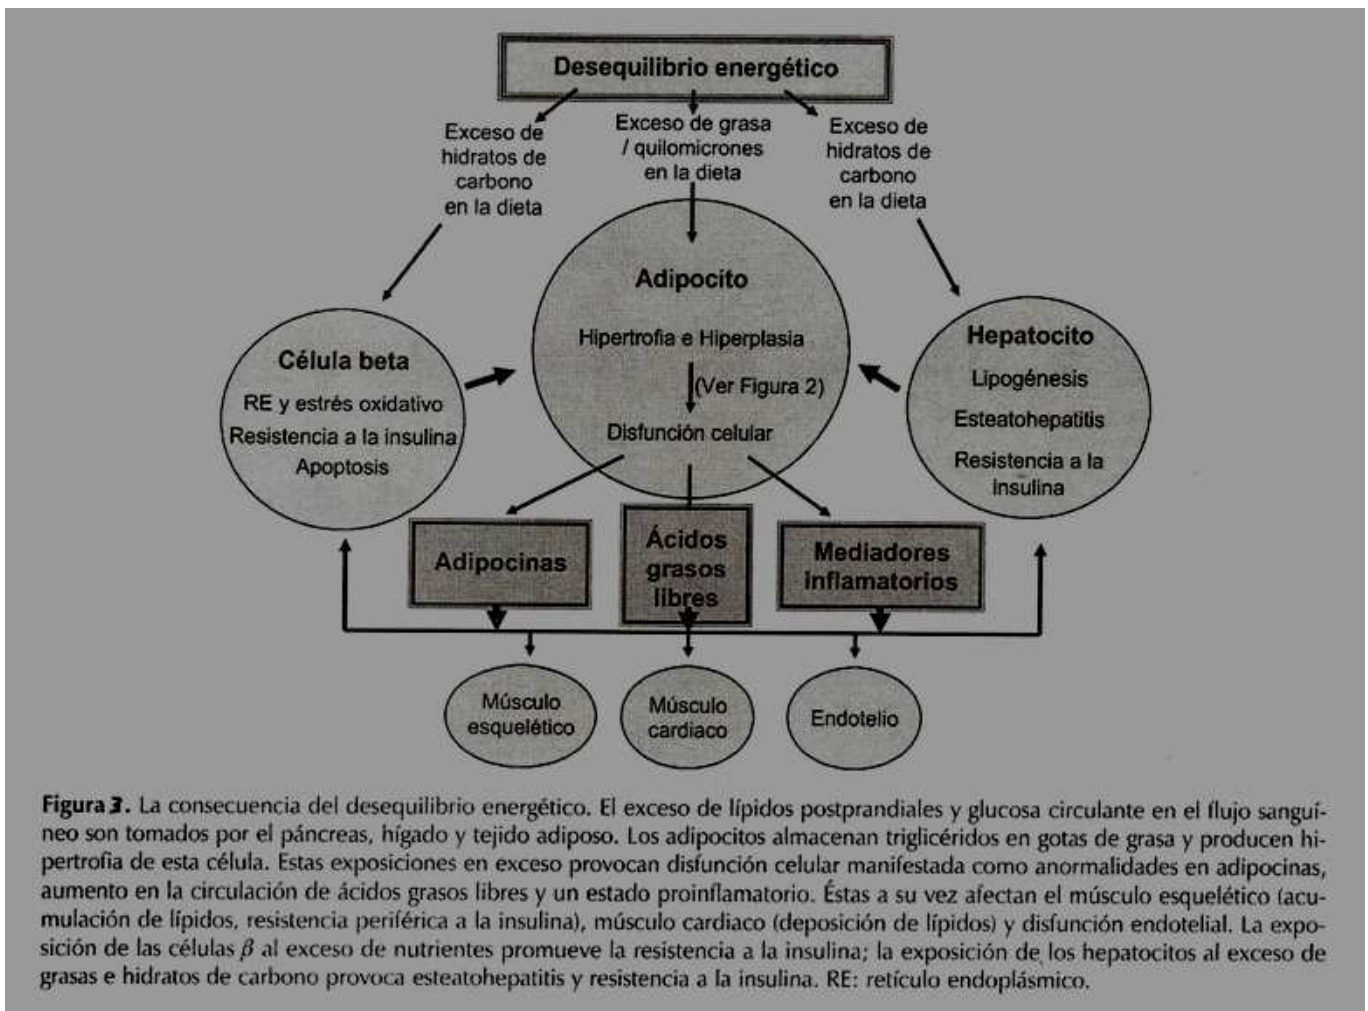 Desequilibrio energético
Exceso de
hidratos de
carbono
en la dieta
Exceso de grasa
/ quilomicrones
en la dieta
Exceso de
hidratos de
carbono
en la dieta
Célula beta
RE y estrés oxidativo
Resistencia a la insulina
Apoptosis
Adipocito
Hipertrofia e Hiperplasia
(Ver Figura 2)
Disfunción celular
Hepatocito
Lipogénesis
Esteatohepatitis
Resistencia a la
insulina
Adipocinas
Ácidos
grasos
libres
Mediadores
inflamatorios
Músculo
esquelético
Músculo
cardiaco
Endotelio
Figura 3. La consecuencia del desequilibrio energético. El exceso de lípidos postprandiales y glucosa circulante en el flujo sanguí-
neo son tomados por el páncreas, hígado y tejido adiposo. Los adipocitos almacenan triglicéridos en gotas de grasa y producen hi-
pertrofia de esta célula. Estas exposiciones en exceso provocan disfunción celular manifestada como anormalidades en adipocinas,
aumento en la circulación de ácidos grasos libres y un estado proinflamatorio. Éstas a su vez afectan el músculo esquelético (acu-
mulación de lípidos, resistencia periférica a la insulina), músculo cardiaco (deposición de lípidos) y disfunción endotelial. La expo-
sición de las células β al exceso de nutrientes promueve la resistencia a la insulina; la exposición de los hepatocitos al exceso de
grasas e hidratos de carbono provoca esteatohepatitis y resistencia a la insulina. RE: retículo endoplásmico.